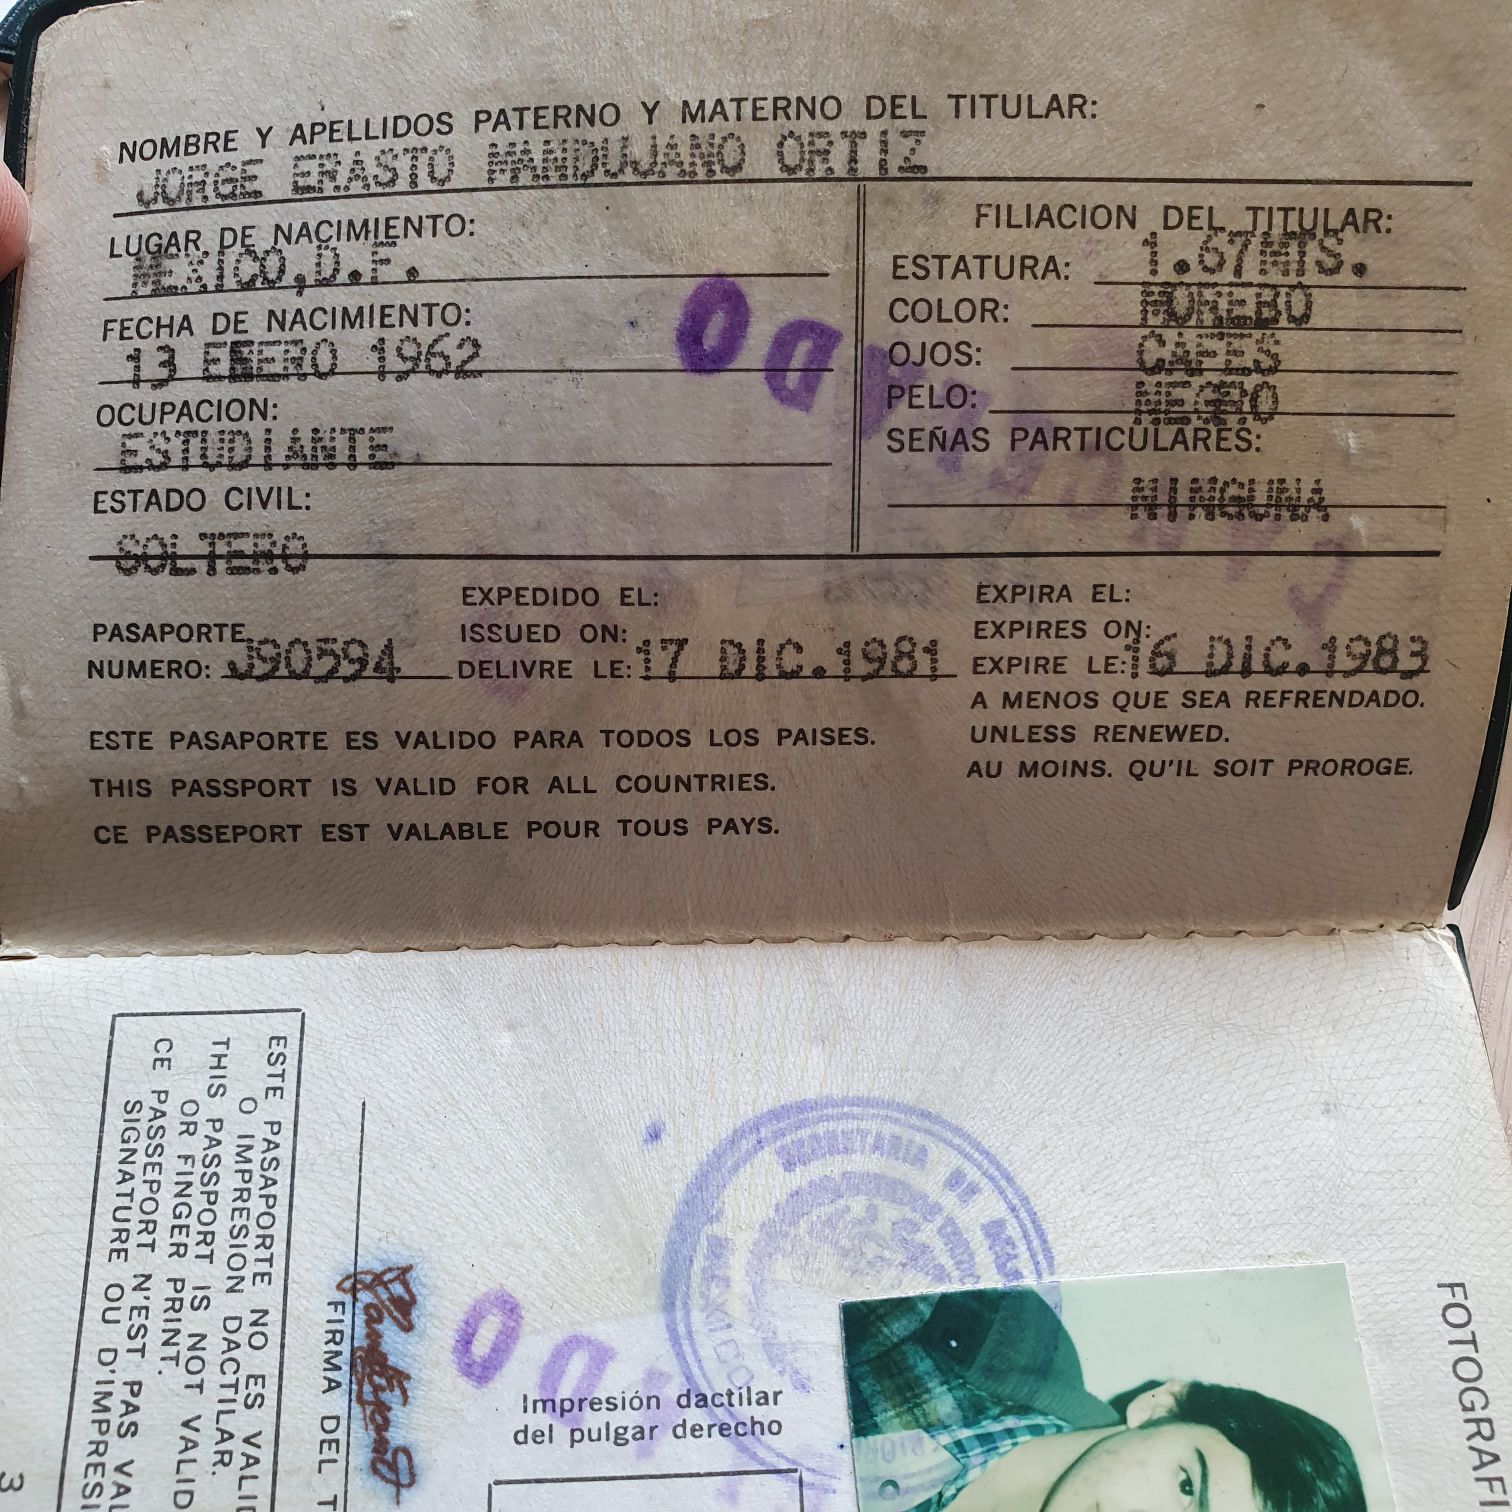 NOMBRE Y APELLIDOS PATERNO Y MATERNO DEL TITULAR:
JORGE ERASTO MANDUJANO ORTIZ
LUGAR DE NACIMIENTO:
MEXICO,D.F.
FECHA DE NACIMIENTO:
13 ENERO 1962
OCUPACION:
ESTUDIANTE
ESTADO CIVIL:
SOLTERO
FILIACION DEL TITULAR:
ESTATURA: 1.67MTS.
COLOR:
OJOS: CAFES
PELO: NEGRO
SEÑAS PARTICULARES:
NINGUNA
CANCELADO
PASAPORTE
NUMERO: J90594
EXPEDIDO EL:
ISSUED ON:
DELIVRE LE: 17 DIC.1981
EXPIRA EL:
EXPIRES ON:
EXPIRE LE: 16 DIC.1983
A MENOS QUE SEA REFRENDADO.
UNLESS RENEWED.
AU MOINS. QU'IL SOIT PROROGE.
ESTE PASAPORTE ES VALIDO PARA TODOS LOS PAISES.
THIS PASSPORT IS VALID FOR ALL COUNTRIES.
CE PASSEPORT EST VALABLE POUR TOUS PAYS.
ESTE PASAPORTE NO ES VALI
O IMPRESION DACTILAR.
THIS PASSPORT IS NOT VALID
OR FINGER PRINT.
CE PASSEPORT N'EST PAS VAL
SIGNATURE OU D'IMPRESI
FIRMA DEL T
SECRETARIA DE
MEXICO
Impresión dactilar
del pulgar derecho
FOTOGRAFI
3